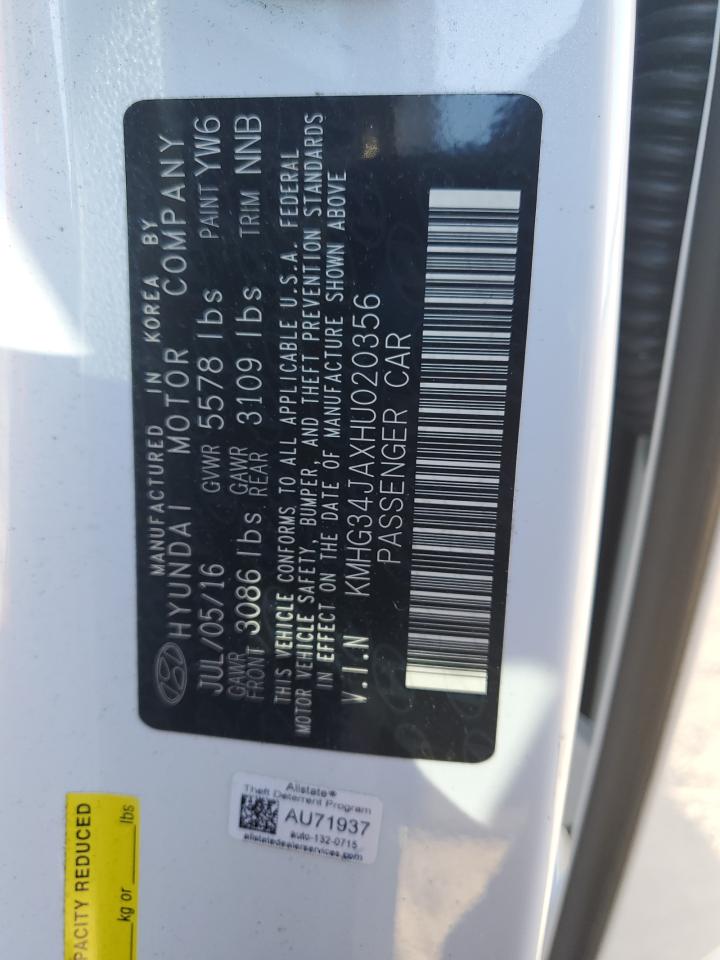 MANUFACTURED IN KOREA BY
HYUNDAI MOTOR COMPANY
JUL/05/16 GVWR 5578 lbs PAINT YW6
GAWR FRONT 3086 lbs GAWR REAR 3109 lbs TRIM NNB
THIS VEHICLE CONFORMS TO ALL APPLICABLE U.S.A. FEDERAL
MOTOR VEHICLE SAFETY, BUMPER, AND THEFT PREVENTION STANDARDS
IN EFFECT ON THE DATE OF MANUFACTURE SHOWN ABOVE
V.I.N KMHG34JAXHU020356
PASSENGER CAR
Allstate®
Theft Deterrent Program
AU71937
auto-132-0715
allstatedealerservices.com
PACITY REDUCED
kg or lbs